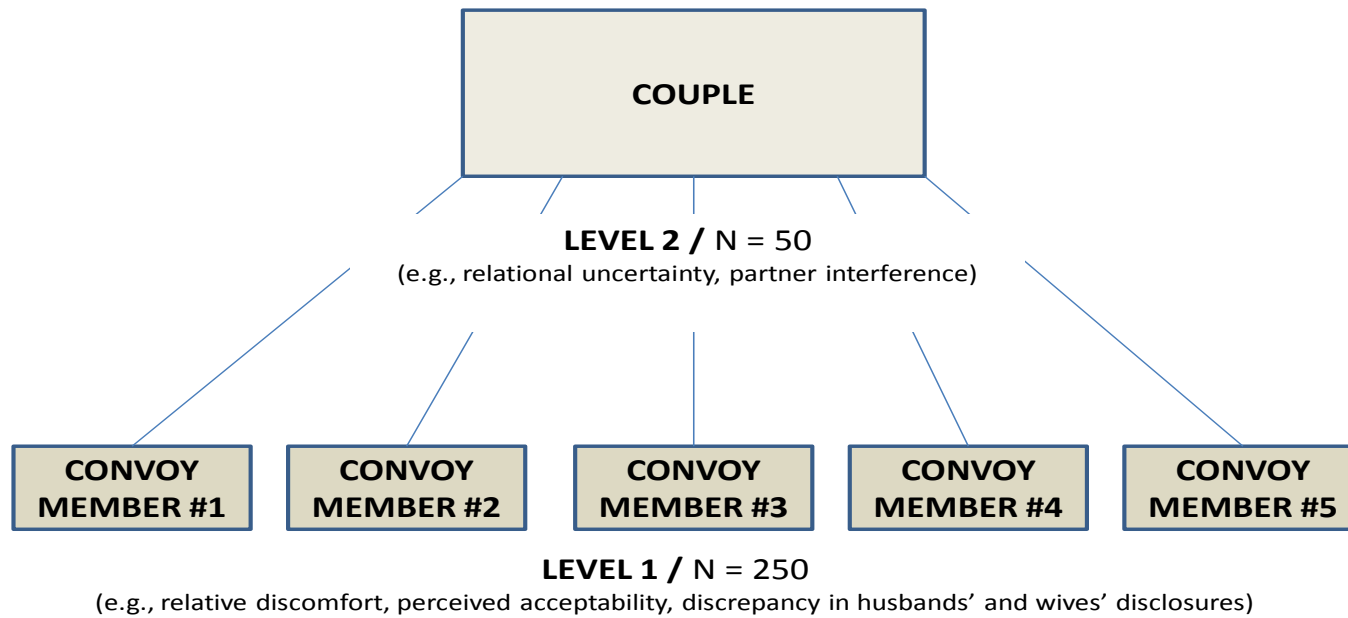 COUPLE
LEVEL 2 / N = 50
(e.g., relational uncertainty, partner interference)
CONVOY
MEMBER #1
CONVOY
MEMBER #2
CONVOY
MEMBER #3
CONVOY
MEMBER #4
CONVOY
MEMBER #5
LEVEL 1 / N = 250
(e.g., relative discomfort, perceived acceptability, discrepancy in husbands’ and wives’ disclosures)